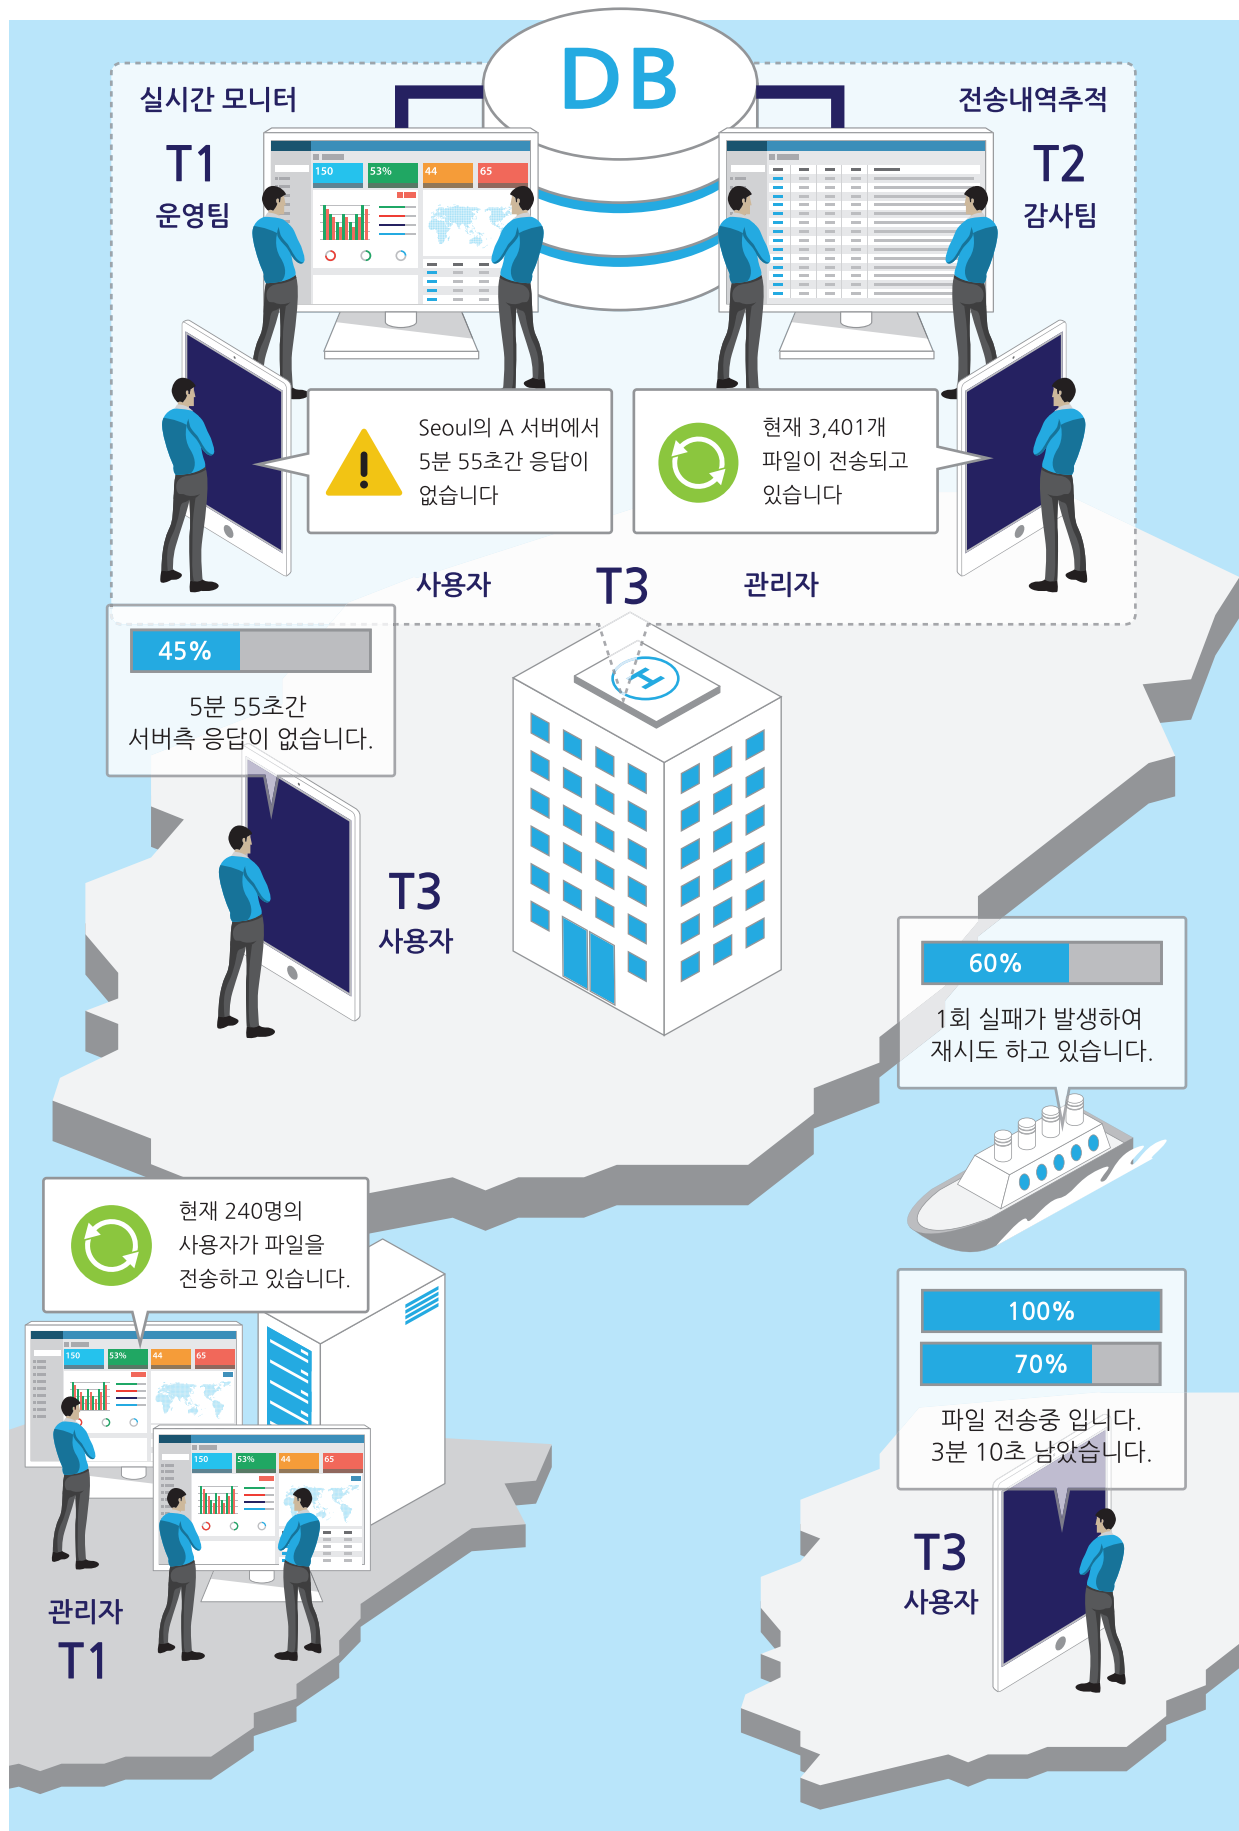 DB
실시간 모니터
T1
운영팀
전송내역추적
T2
감사팀
150 53% 44 65
Seoul의 A 서버에서
5분 55초간 응답이
없습니다
현재 3,401개
파일이 전송되고
있습니다
사용자 T3 관리자
45%
5분 55초간
서버측 응답이 없습니다.
H
T3
사용자
60%
1회 실패가 발생하여
재시도 하고 있습니다.
현재 240명의
사용자가 파일을
전송하고 있습니다.
150 53% 44 65
150 53% 44 65
관리자
T1
100%
70%
파일 전송중 입니다.
3분 10초 남았습니다.
T3
사용자